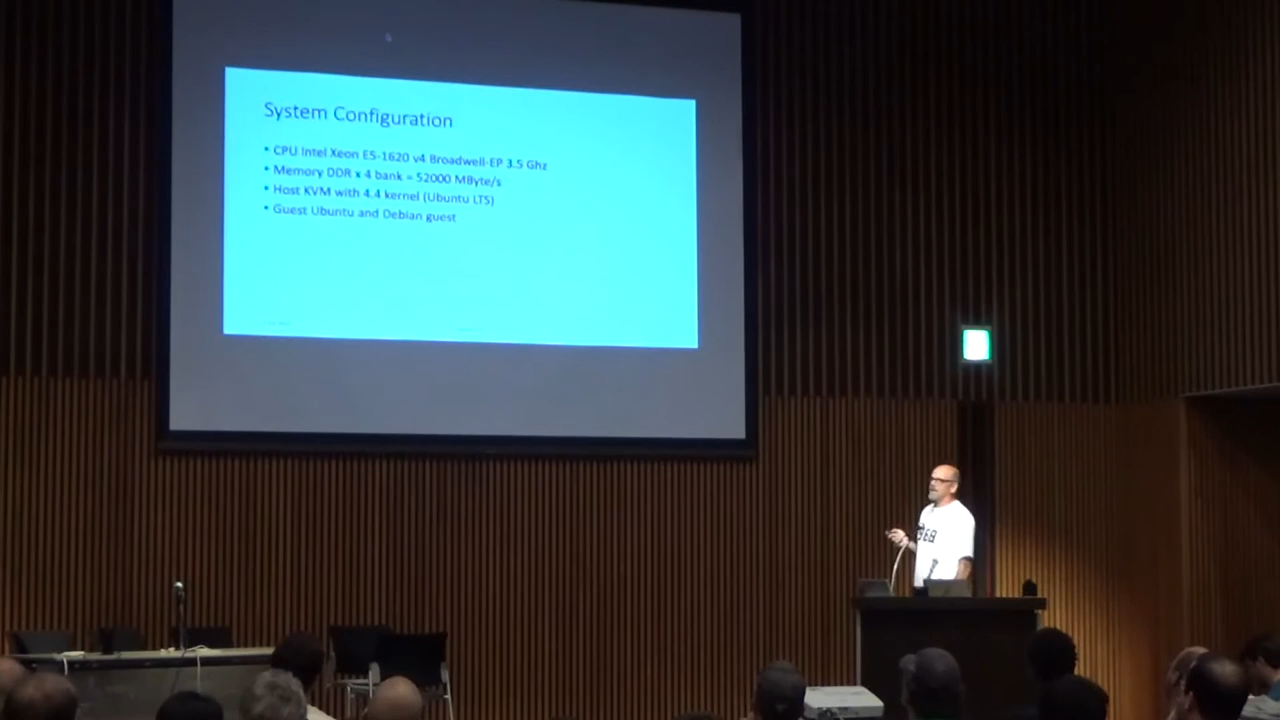 System Configuration
• CPU Intel Xeon E5-1620 v4 Broadwell-EP 3.5 Ghz
• Memory DDR x 4 bank = 52000 MByte/s
• Host KVM with 4.4 kernel (Ubuntu LTS)
• Guest Ubuntu and Debian guest